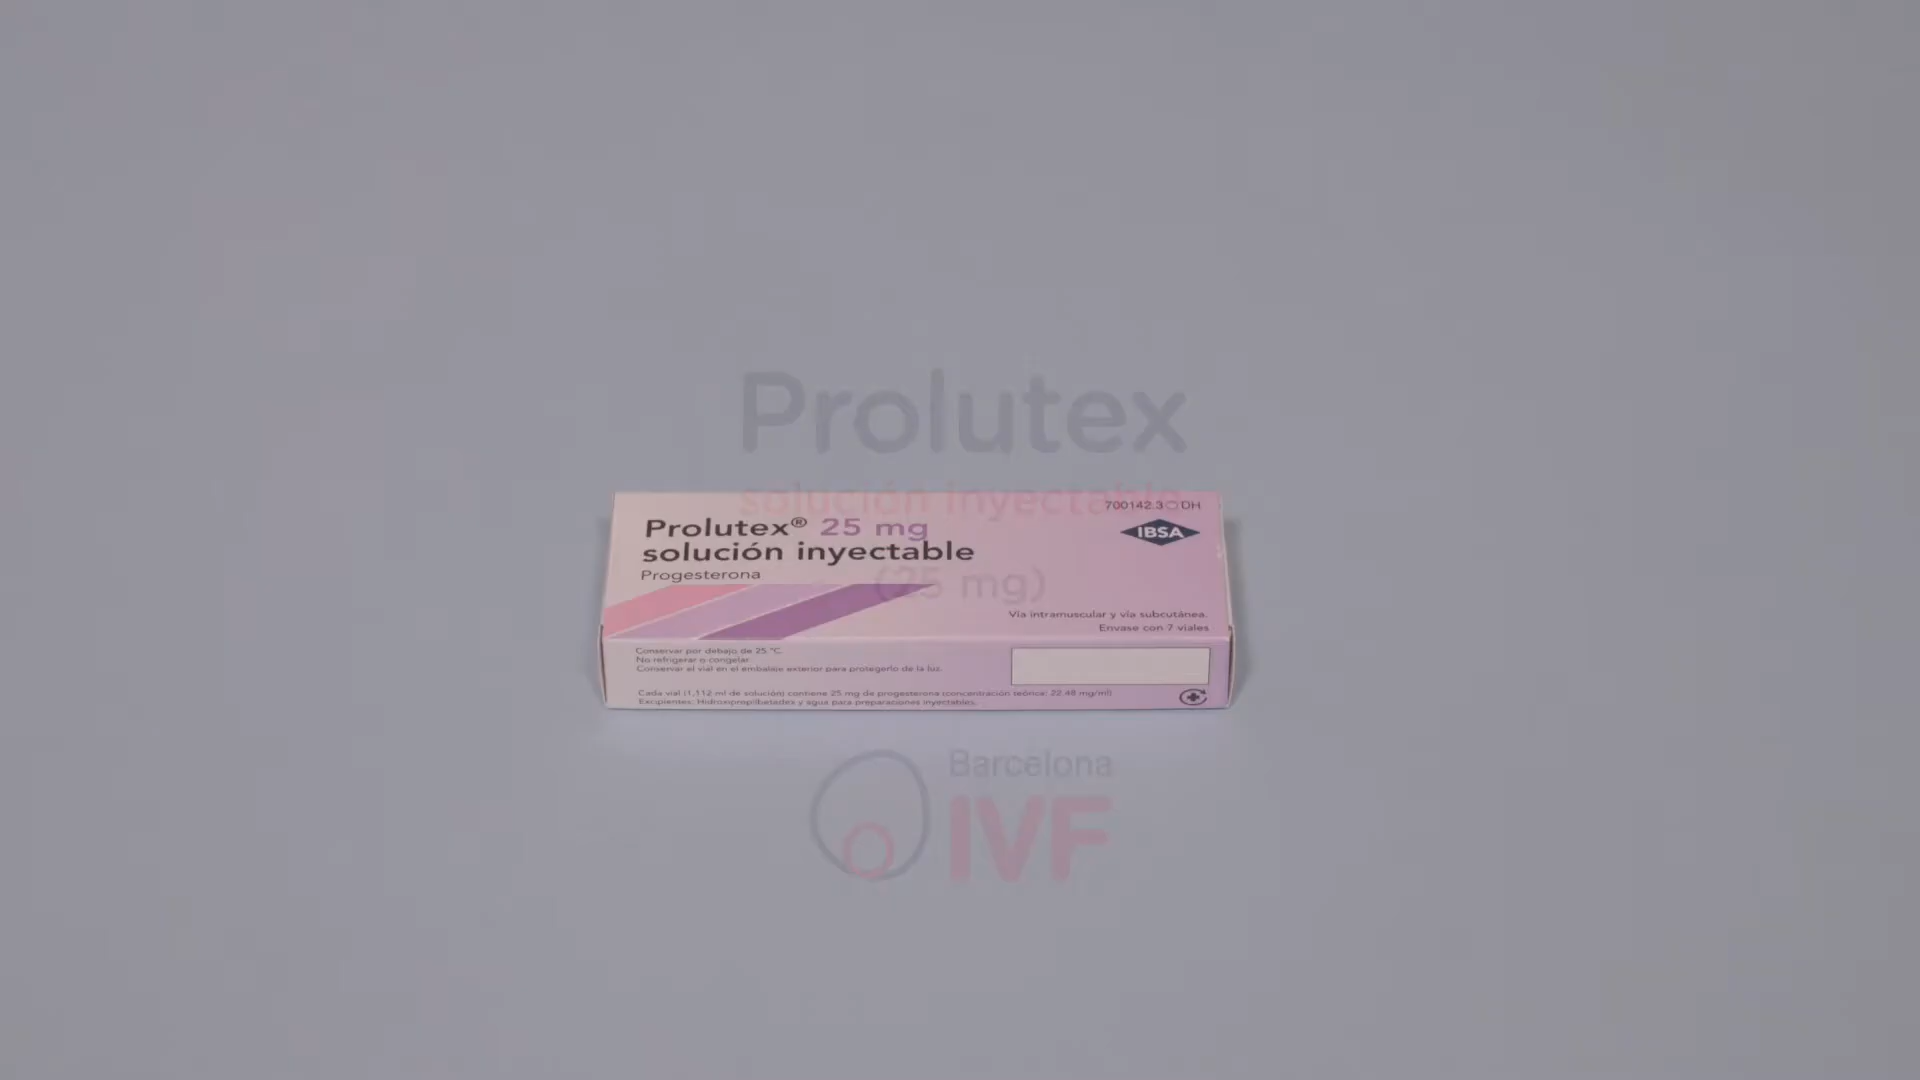 Prolutex
solución inyectable
(25 mg)
700142.3 DH
Prolutex® 25 mg
solución inyectable
Progesterona
IBSA
Vía intramuscular y vía subcutánea.
Envase con 7 viales
Conservar por debajo de 25 °C.
No refrigerar o congelar.
Conservar el vial en el embalaje exterior para protegerlo de la luz.
Cada vial (1,112 ml de solución) contiene 25 mg de progesterona (concentración teórica: 22.48 mg/ml)
Excipientes: Hidroxipropilbetadex y agua para preparaciones inyectables.
Barcelona
IVF